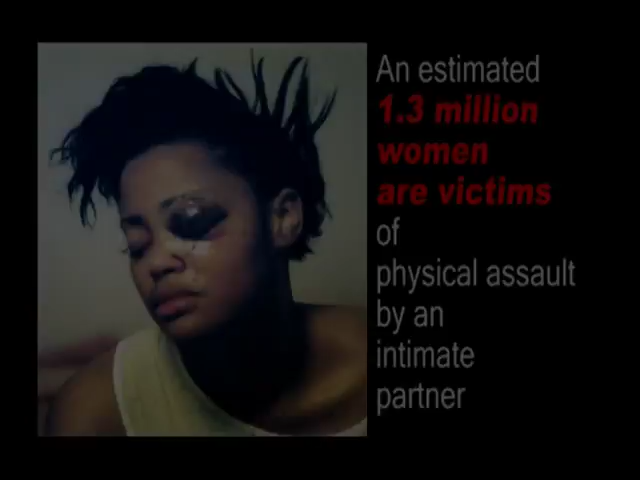 An estimated
1.3 million
women
are victims
of
physical assault
by an
intimate
partner